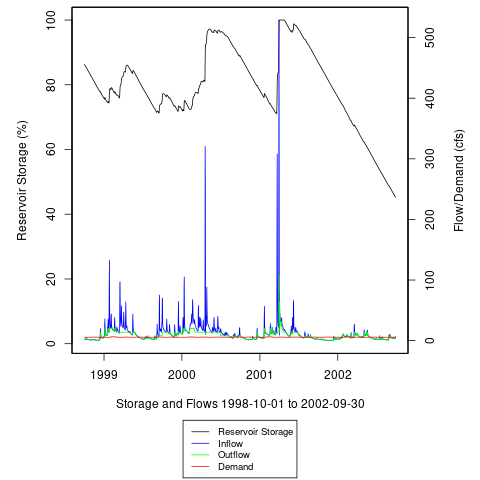 Reservoir Storage (%)
100
80
60
40
20
0
500
400
300
200
100
0
Flow/Demand (cfs)
1999 2000 2001 2002
Storage and Flows 1998-10-01 to 2002-09-30
Reservoir Storage
Inflow
Outflow
Demand